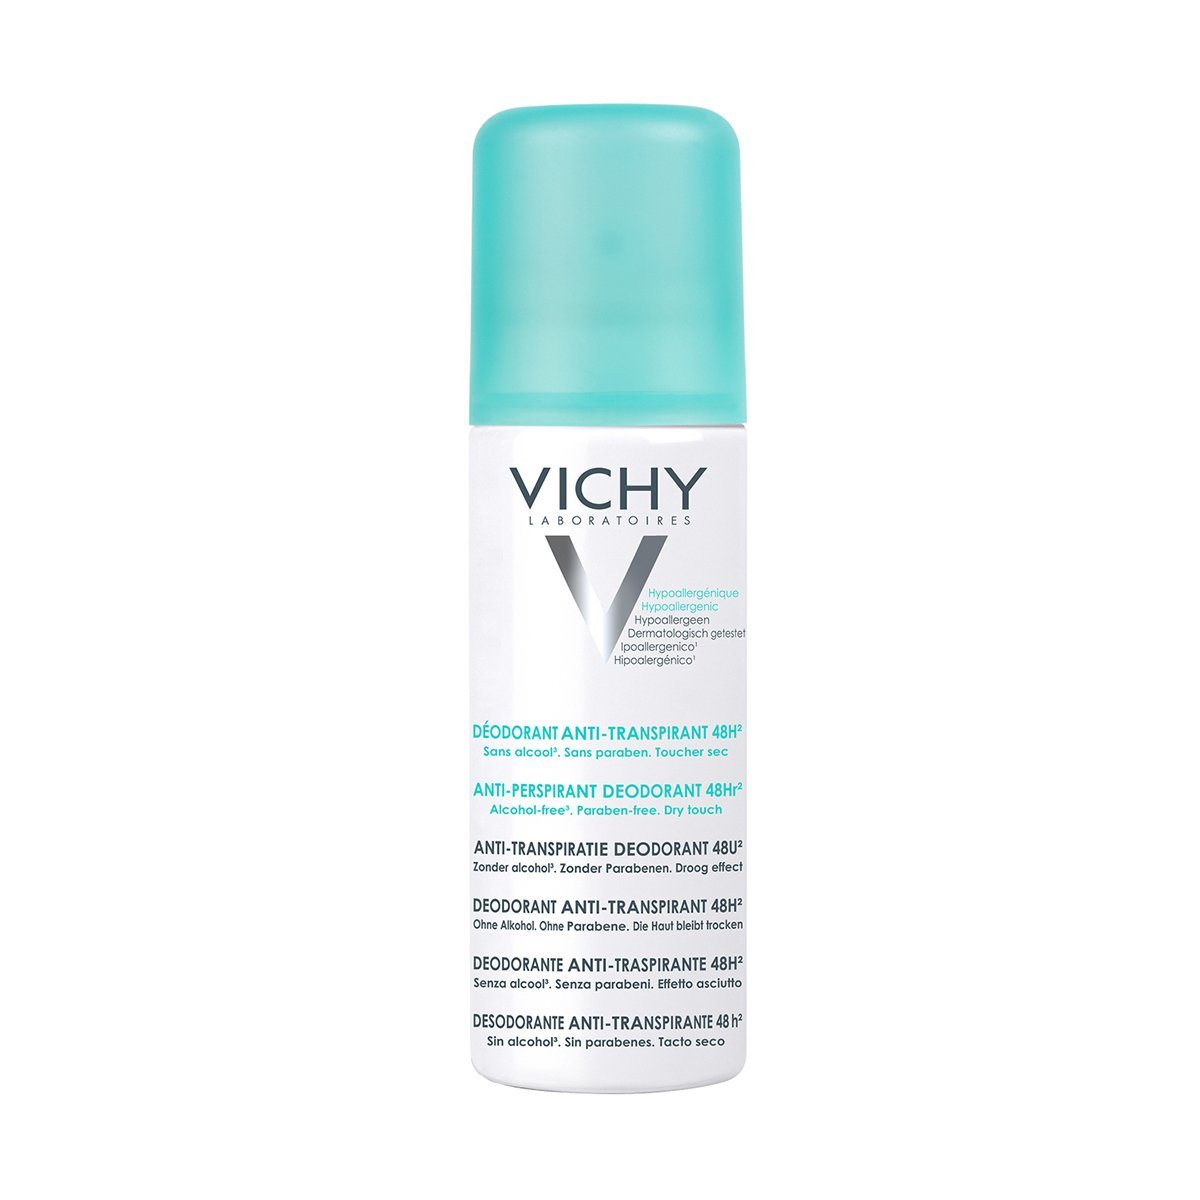 VICHY
LABORATOIRES
Hypoallergénique
Hypoallergenic
Hypoallergeen
Dermatologisch getestet
Ipoallergenico¹
Hipoalergénico¹
DÉODORANT ANTI-TRANSPIRANT 48H²
Sans alcool³. Sans paraben. Toucher sec
ANTI-PERSPIRANT DEODORANT 48Hr²
Alcohol-free³. Paraben-free. Dry touch
ANTI-TRANSPIRATIE DEODORANT 48U²
Zonder alcohol³. Zonder Parabenen. Droog effect
DEODORANT ANTI-TRANSPIRANT 48H²
Ohne Alkohol. Ohne Parabene. Die Haut bleibt trocken
DEODORANTE ANTI-TRASPIRANTE 48H²
Senza alcool³. Senza parabeni. Effetto asciutto
DESODORANTE ANTI-TRANSPIRANTE 48 h²
Sin alcohol³. Sin parabenes. Tacto seco